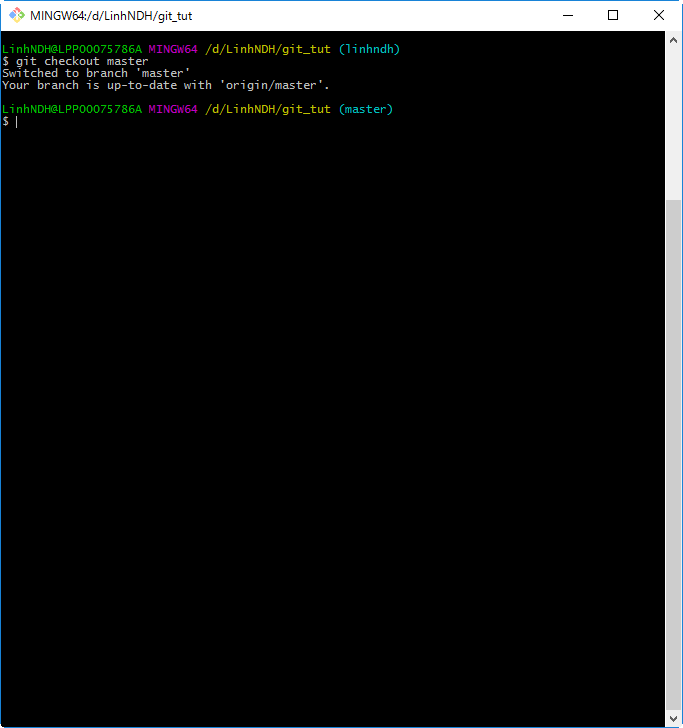 MINGW64:/d/LinhNDH/git_tut
LinhNDH@LPP00075786A MINGW64 /d/LinhNDH/git_tut (linhndh)
$ git checkout master
Switched to branch 'master'
Your branch is up-to-date with 'origin/master'.
LinhNDH@LPP00075786A MINGW64 /d/LinhNDH/git_tut (master)
$